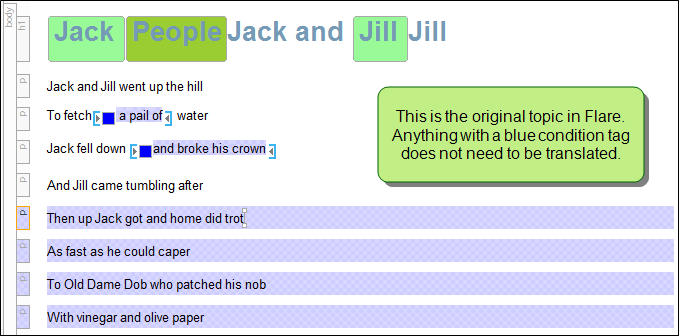 body
h1
Jack People Jack and Jill Jill
p
Jack and Jill went up the hill
p
To fetch a pail of water
p
Jack fell down and broke his crown
p
And Jill came tumbling after
This is the original topic in Flare.
Anything with a blue condition tag
does not need to be translated.
p
Then up Jack got and home did trot
p
As fast as he could caper
p
To Old Dame Dob who patched his nob
p
With vinegar and olive paper